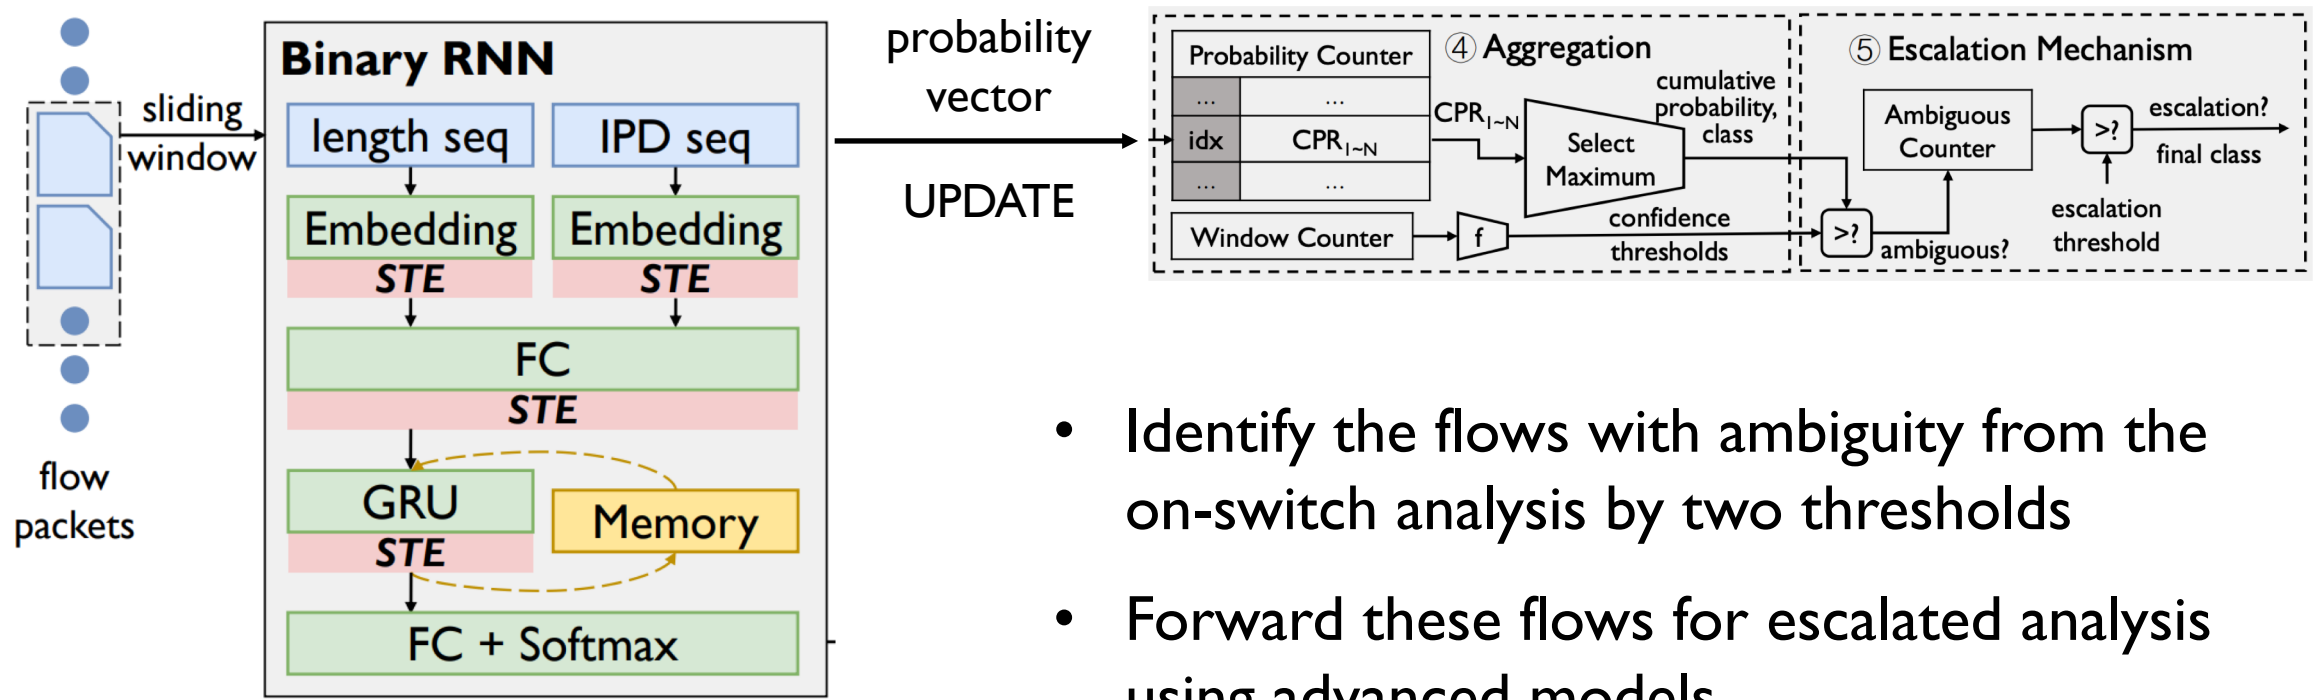 flow
packets
sliding
window
Binary RNN
length seq
IPD seq
Embedding
Embedding
STE
STE
FC
STE
GRU
STE
Memory
FC + Softmax
probability
vector
UPDATE
Probability Counter
... ...
idx CPR1~N
... ...
Window Counter
④ Aggregation
CPR1~N
Select
Maximum
cumulative
probability,
class
f
confidence
thresholds
⑤ Escalation Mechanism
Ambiguous
Counter
>?
ambiguous?
>?
escalation
threshold
escalation?
final class
• Identify the flows with ambiguity from the
on-switch analysis by two thresholds
• Forward these flows for escalated analysis
using advanced models